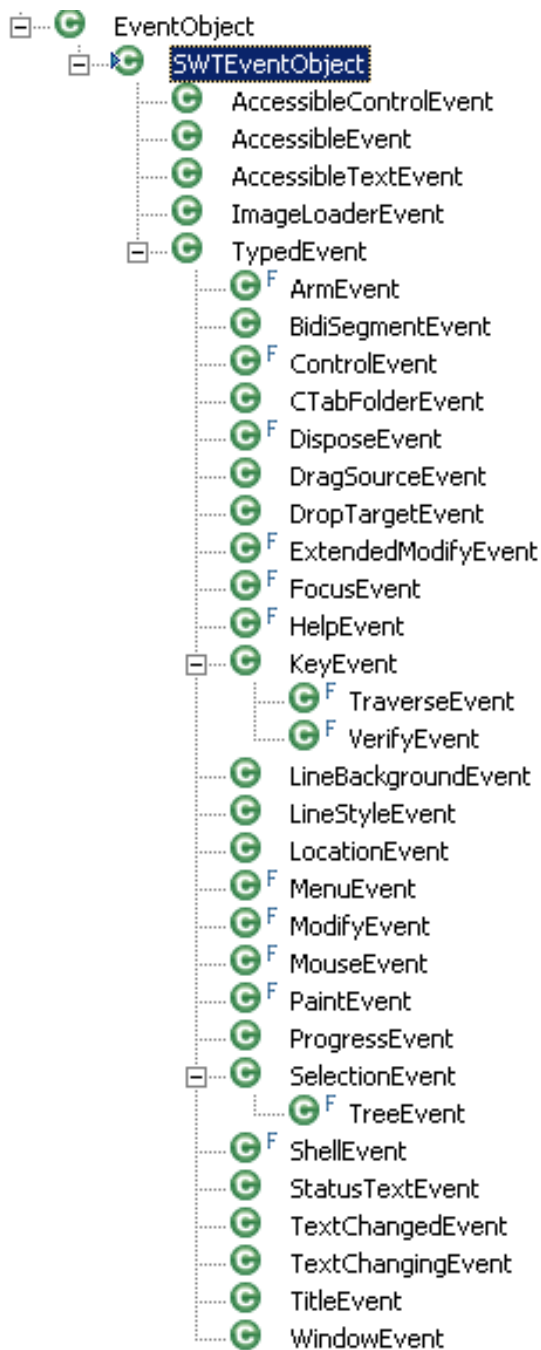 C EventObject
C SWTEventObject
C AccessibleControlEvent
C AccessibleEvent
C AccessibleTextEvent
C ImageLoaderEvent
C TypedEvent
C F ArmEvent
C BidiSegmentEvent
C F ControlEvent
C CTabFolderEvent
C F DisposeEvent
C DragSourceEvent
C DropTargetEvent
C F ExtendedModifyEvent
C F FocusEvent
C F HelpEvent
C KeyEvent
C F TraverseEvent
C F VerifyEvent
C LineBackgroundEvent
C LineStyleEvent
C LocationEvent
C F MenuEvent
C F ModifyEvent
C F MouseEvent
C F PaintEvent
C ProgressEvent
C SelectionEvent
C F TreeEvent
C F ShellEvent
C StatusTextEvent
C TextChangedEvent
C TextChangingEvent
C TitleEvent
C WindowEvent